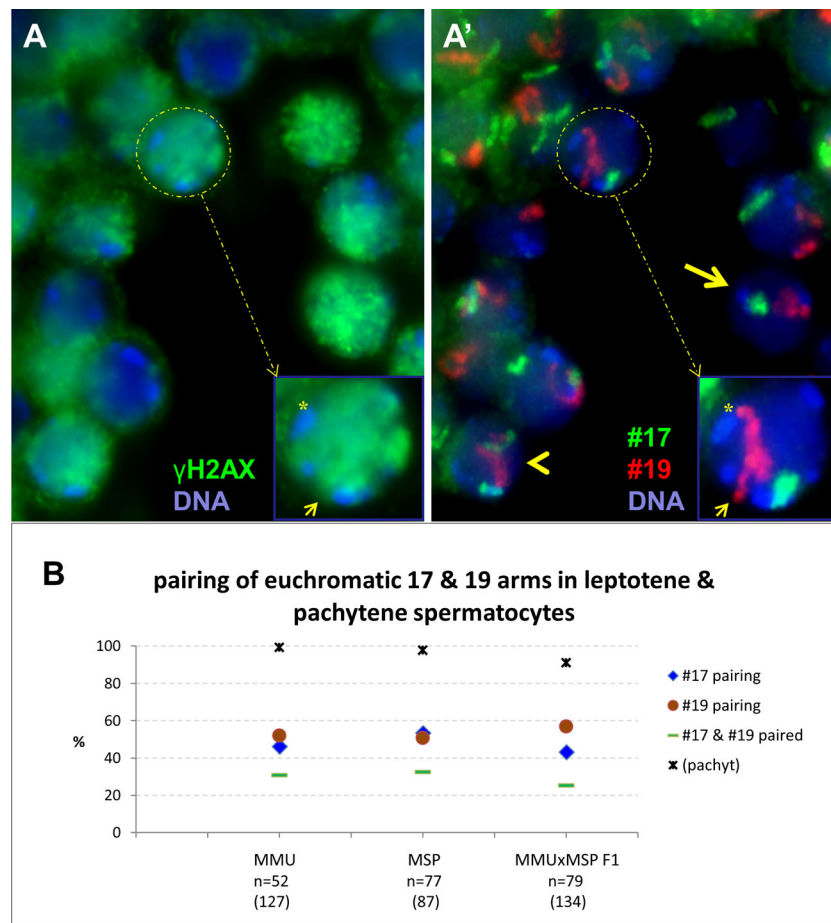 A
A'
*
*
γH2AX
DNA
#17
#19
DNA
B
pairing of euchromatic 17 & 19 arms in leptotene &
pachytene spermatocytes
100
80
60
40
20
0
%
#17 pairing
#19 pairing
#17 & #19 paired
(pachyt)
MMU
n=52
(127)
MSP
n=77
(87)
MMUxMSP F1
n=79
(134)